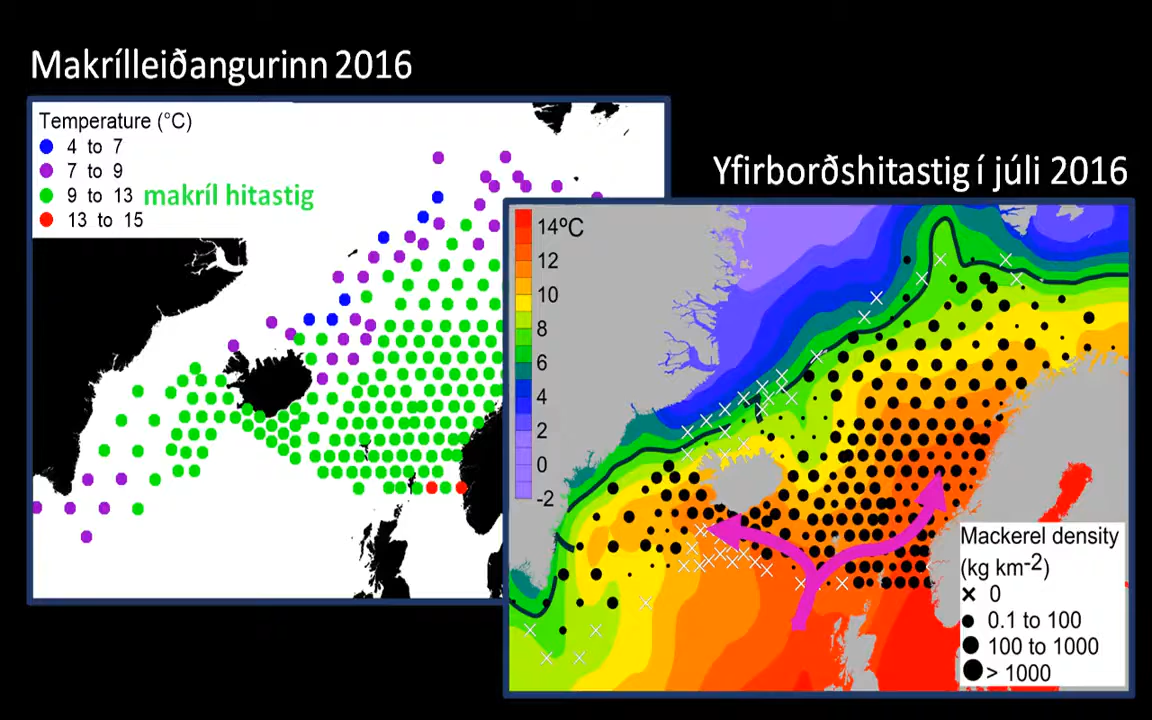 Makrílleiðangurinn 2016
Temperature (°C)
4 to 7
7 to 9
9 to 13 makríl hitastig
13 to 15
Yfirborðshitastig í júlí 2016
14ºC
12
10
8
6
4
2
0
-2
Mackerel density
(kg km-2)
× 0
0.1 to 100
100 to 1000
> 1000